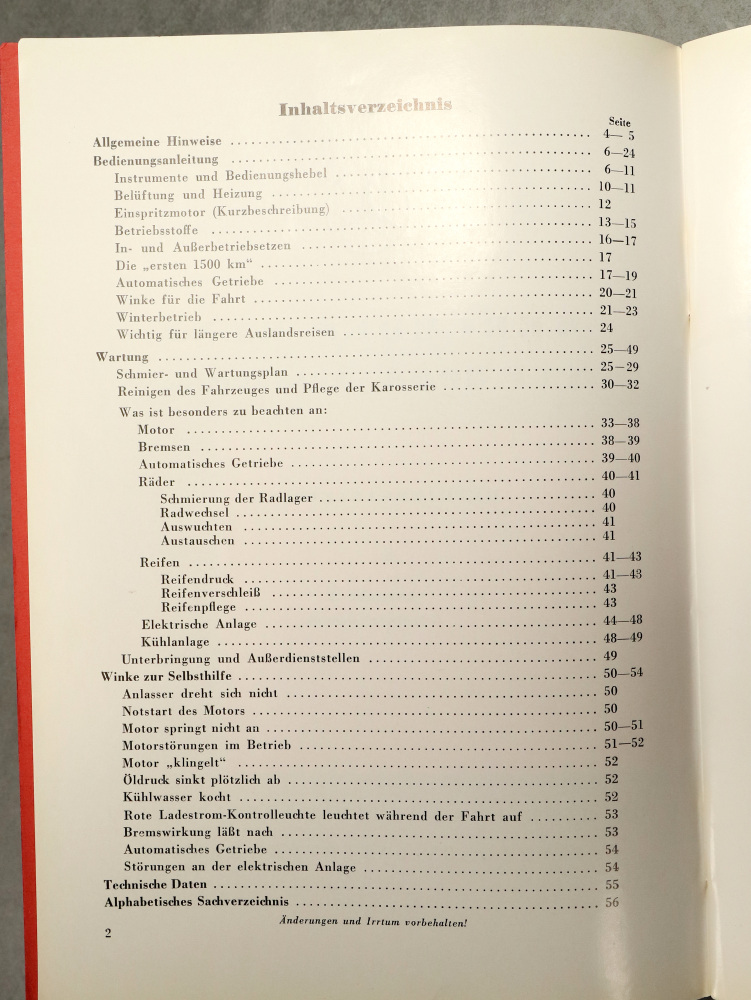 Inhaltsverzeichnis
Seite
Allgemeine Hinweise 4—5
Bedienungsanleitung 6—24
Instrumente und Bedienungshebel 6—11
Belüftung und Heizung 10—11
Einspritzmotor (Kurzbeschreibung) 12
Betriebsstoffe 13—15
In- und Außerbetriebsetzen 16—17
Die „ersten 1500 km“ 17
Automatisches Getriebe 17—19
Winke für die Fahrt 20—21
Winterbetrieb 21—23
Wichtig für längere Auslandsreisen 24
Wartung 25—49
Schmier- und Wartungsplan 25—29
Reinigen des Fahrzeuges und Pflege der Karosserie 30—32
Was ist besonders zu beachten an:
Motor 33—38
Bremsen 38—39
Automatisches Getriebe 39—40
Räder 40—41
Schmierung der Radlager 40
Radwechsel 40
Auswuchten 41
Austauschen 41
Reifen 41—43
Reifendruck 41—43
Reifenverschleiß 43
Reifenpflege 43
Elektrische Anlage 44—48
Kühlanlage 48—49
Unterbringung und Außerdienststellen 49
Winke zur Selbsthilfe 50—54
Anlasser dreht sich nicht 50
Notstart des Motors 50
Motor springt nicht an 50—51
Motorstörungen im Betrieb 51—52
Motor „klingelt“ 52
Öldruck sinkt plötzlich ab 52
Kühlwasser kocht 52
Rote Ladestrom-Kontrolleuchte leuchtet während der Fahrt auf 53
Bremswirkung läßt nach 53
Automatisches Getriebe 54
Störungen an der elektrischen Anlage 54
Technische Daten 55
Alphabetisches Sachverzeichnis 56
Änderungen und Irrtum vorbehalten!
2